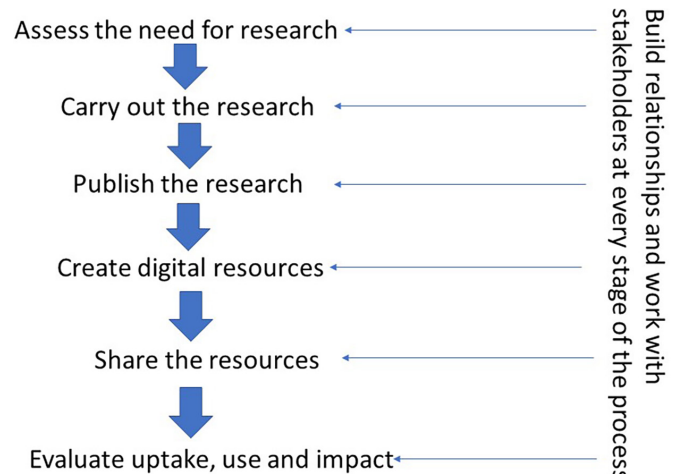 Assess the need for research
Carry out the research
Publish the research
Create digital resources
Share the resources
Evaluate uptake, use and impact
Build relationships and work with
stakeholders at every stage of the process